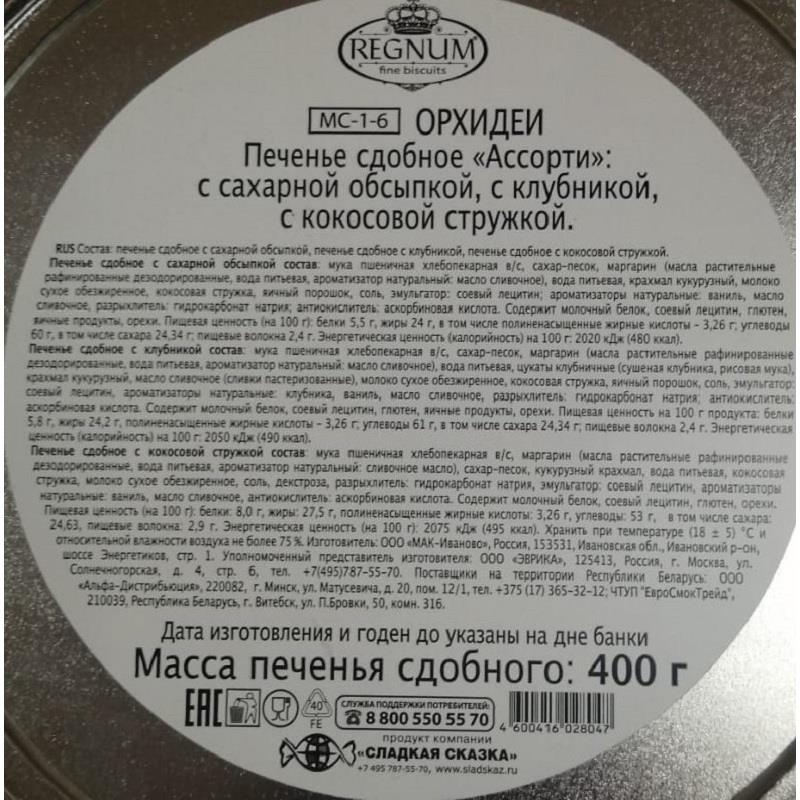 REGNUM
fine biscuits
МС-1-6 ОРХИДЕИ
Печенье сдобное «Ассорти»:
с сахарной обсыпкой, с клубникой,
с кокосовой стружкой.
RUS Состав: печенье сдобное с сахарной обсыпкой, печенье сдобное с клубникой, печенье сдобное с кокосовой стружкой.
Печенье сдобное с сахарной обсыпкой состав: мука пшеничная хлебопекарная в/с, сахар-песок, маргарин (масла растительные
рафинированные дезодорированные, вода питьевая, ароматизатор натуральный: масло сливочное), вода питьевая, крахмал кукурузный, молоко
сухое обезжиренное, кокосовая стружка, яичный порошок, соль, эмульгатор: соевый лецитин; ароматизаторы натуральные: ваниль, масло
сливочное, разрыхлитель: гидрокарбонат натрия; антиокислитель: аскорбиновая кислота. Содержит молочный белок, соевый лецитин, глютен,
яичные продукты, орехи. Пищевая ценность (на 100 г): белки 5,5 г, жиры 24 г, в том числе полиненасыщенные жирные кислоты - 3,26 г; углеводы
60 г, в том числе сахара 24,34 г; пищевые волокна 2,4 г. Энергетическая ценность (калорийность) на 100 г: 2020 кДж (480 ккал).
Печенье сдобное с клубникой состав: мука пшеничная хлебопекарная в/с, сахар-песок, маргарин (масла растительные рафинированные
дезодорированные, вода питьевая, ароматизатор натуральный: масло сливочное), вода питьевая, цукаты клубничные (сушеная клубника, рисовая мука),
крахмал кукурузный, масло сливочное (сливки пастеризованные), молоко сухое обезжиренное, кокосовая стружка, яичный порошок, соль, эмульгатор:
соевый лецитин, ароматизаторы натуральные: клубника, ваниль, масло сливочное, разрыхлитель: гидрокарбонат натрия; антиокислитель:
аскорбиновая кислота. Содержит молочный белок, соевый лецитин, глютен, яичные продукты, орехи. Пищевая ценность на 100 г продукта: белки
5,8 г, жиры 24,2 г, полиненасыщенные жирные кислоты - 3,26 г; углеводы 61 г, в том числе сахара 24,34 г; пищевые волокна 2,4 г. Энергетическая
ценность (калорийность) на 100 г: 2050 кДж (490 ккал).
Печенье сдобное с кокосовой стружкой состав: мука пшеничная хлебопекарная в/с, маргарин (масла растительные рафинированные
дезодорированные, вода питьевая, ароматизатор натуральный: сливочное масло), сахар-песок, кукурузный крахмал, вода питьевая, кокосовая
стружка, молоко сухое обезжиренное, соль, декстроза, разрыхлитель: гидрокарбонат натрия, эмульгатор: соевый лецитин, ароматизаторы
натуральные: ваниль, масло сливочное, антиокислитель: аскорбиновая кислота. Содержит молочный белок, соевый лецитин, глютен, орехи.
Пищевая ценность (на 100 г): белки: 8,0 г, жиры: 27,5 г, полиненасыщенные жирные кислоты: 3,26 г, углеводы: 53 г, в том числе сахара:
24,63, пищевые волокна: 2,9 г. Энергетическая ценность (на 100 г): 2075 кДж (495 ккал). Хранить при температуре (18 ± 5) °С и
относительной влажности воздуха не более 75 %. Изготовитель: ООО «МАК-Иваново», Россия, 153531, Ивановская обл., Ивановский р-он,
шоссе Энергетиков, стр. 1. Уполномоченный представитель изготовителя: ООО «ЭВРИКА», 125413, Россия, г. Москва, ул.
Солнечногорская, д. 4, стр. 6, тел. +7(495)787-55-70. Поставщики на территории Республики Беларусь: ООО
«Альфа-Дистрибьюция», 220082, г. Минск, ул. Матусевича, д. 20, пом. 12/1, тел. +375 (17) 365-32-12; ЧТУП "ЕвроСмокТрейд",
210039, Республика Беларусь, г. Витебск, ул. П.Бровки, 50, комн. 316.
Дата изготовления и годен до указаны на дне банки
Масса печенья сдобного: 400 г
EAC
40
FE
СЛУЖБА ПОДДЕРЖКИ ПОТРЕБИТЕЛЕЙ:
8 800 550 55 70
4 600416 028047
продукт компании
«СЛАДКАЯ СКАЗКА»
+7 495 787-55-70, www.sladskaz.ru